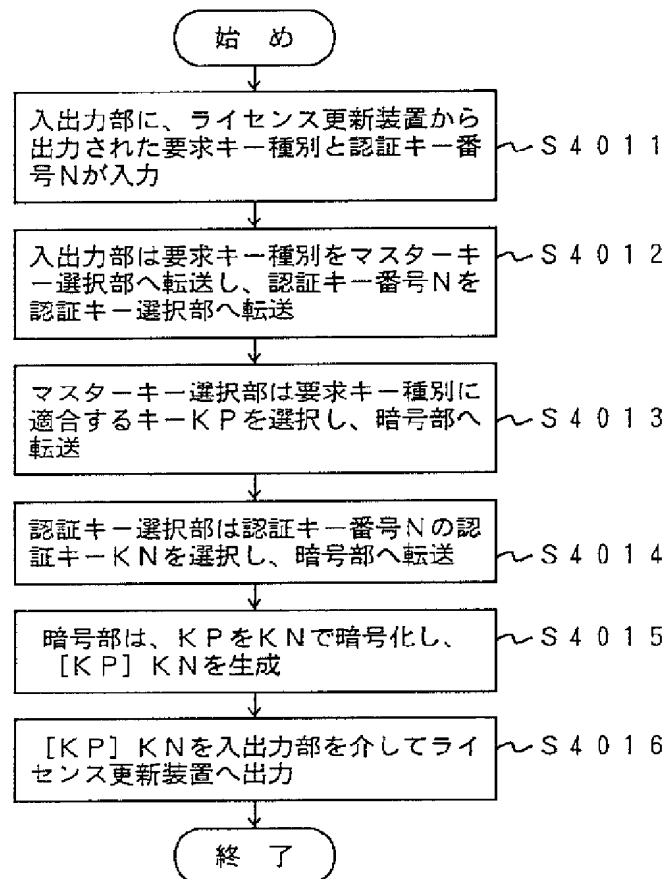 始 め
入出力部に、ライセンス更新装置から
出力された要求キー種別と認証キー番
号Nが入力
S4011
入出力部は要求キー種別をマスターキ
ー選択部へ転送し、認証キー番号Nを
認証キー選択部へ転送
S4012
マスターキー選択部は要求キー種別に
適合するキーKPを選択し、暗号部へ
転送
S4013
認証キー選択部は認証キー番号Nの認
証キーKNを選択し、暗号部へ転送
S4014
暗号部は、KPをKNで暗号化し、
[KP] KNを生成
S4015
[KP] KNを入出力部を介してライ
センス更新装置へ出力
S4016
終 了